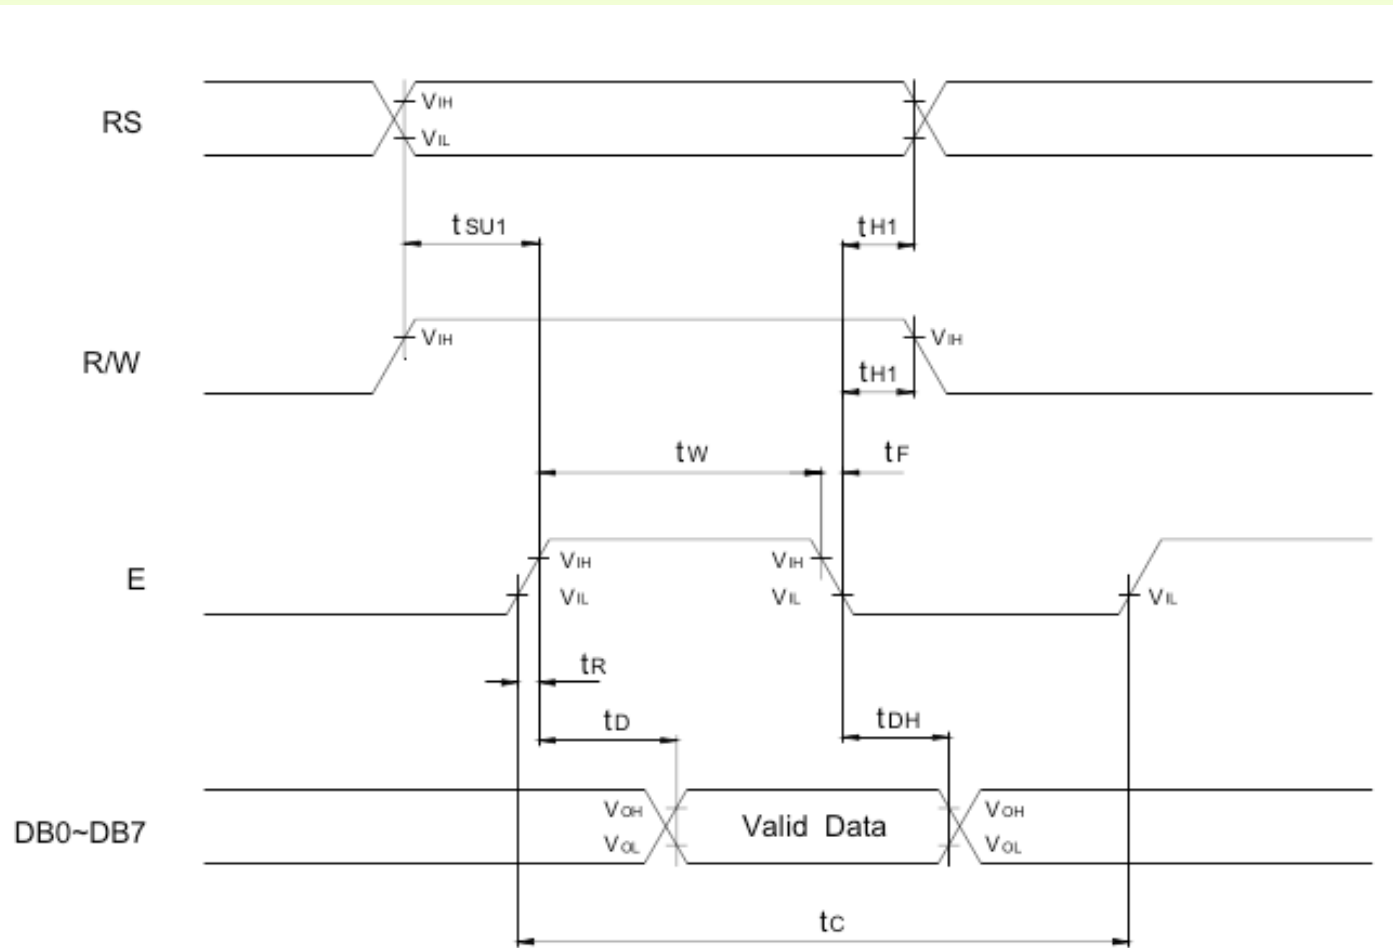 RS
VIH
VIL
tSU1
tH1
R/W
VIH
VIH
tH1
tW
tF
E
VIH
VIH
VIL
VIL
VIL
tR
tD
tDH
DB0~DB7
VOH
Valid Data
VOH
VOL
VOL
tC